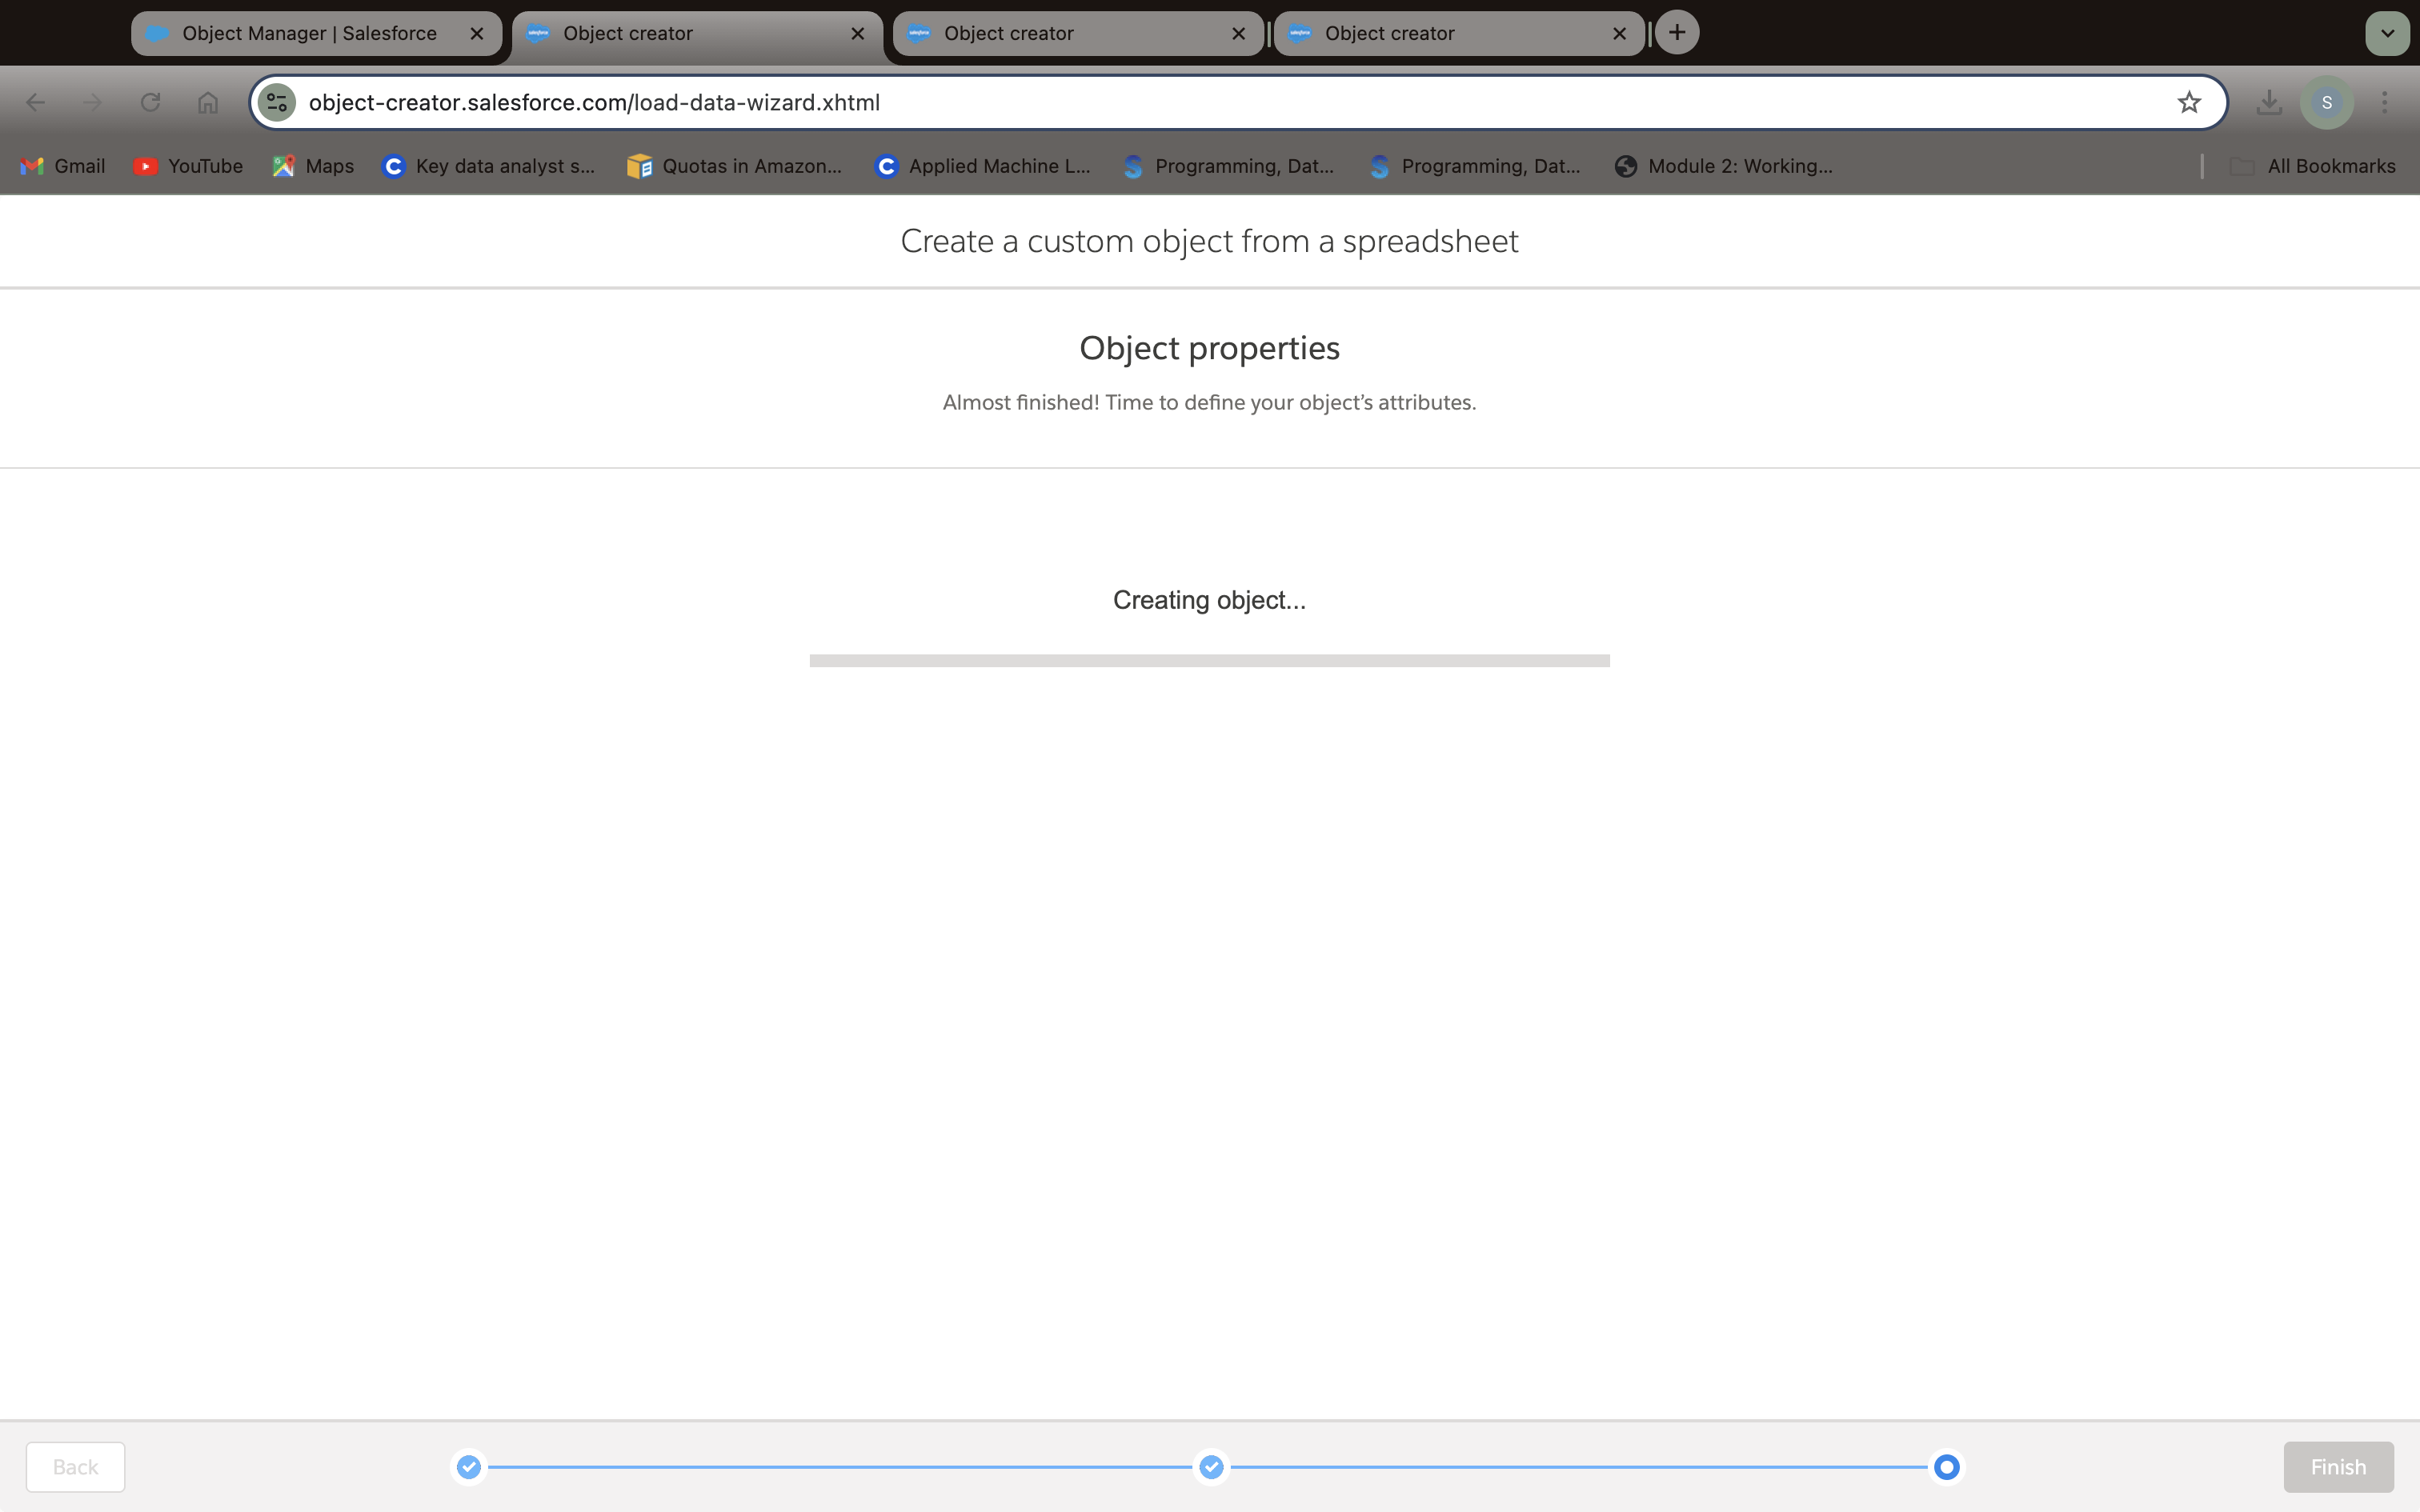 Object Manager | Salesforce
Object creator
Object creator
Object creator
object-creator.salesforce.com/load-data-wizard.xhtml
S
Gmail
YouTube
Maps
Key data analyst s...
Quotas in Amazon...
Applied Machine L...
Programming, Dat...
Programming, Dat...
Module 2: Working...
All Bookmarks
Create a custom object from a spreadsheet
Object properties
Almost finished! Time to define your object’s attributes.
Creating object...
Back
Finish